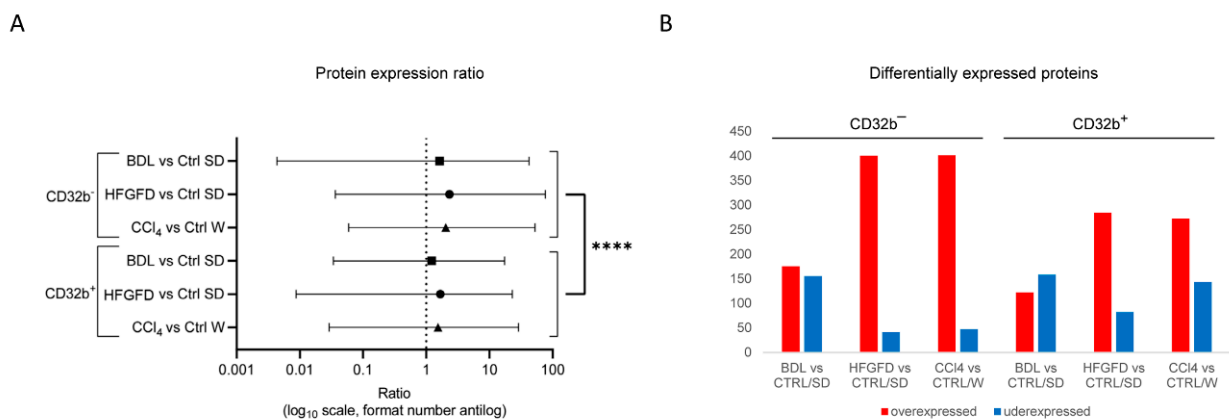 A
Protein expression ratio
CD32b-
BDL vs Ctrl SD
HFGFD vs Ctrl SD
CCl4 vs Ctrl W
CD32b+
BDL vs Ctrl SD
HFGFD vs Ctrl SD
CCl4 vs Ctrl W
****
0.001 0.01 0.1 1 10 100
Ratio
(log10 scale, format number antilog)
B
Differentially expressed proteins
CD32b− CD32b+
450
400
350
300
250
200
150
100
50
0
BDL vs HFGFD vs CCl4 vs BDL vs HFGFD vs CCl4 vs
CTRL/SD CTRL/SD CTRL/W CTRL/SD CTRL/SD CTRL/W
overexpressed uderexpressed